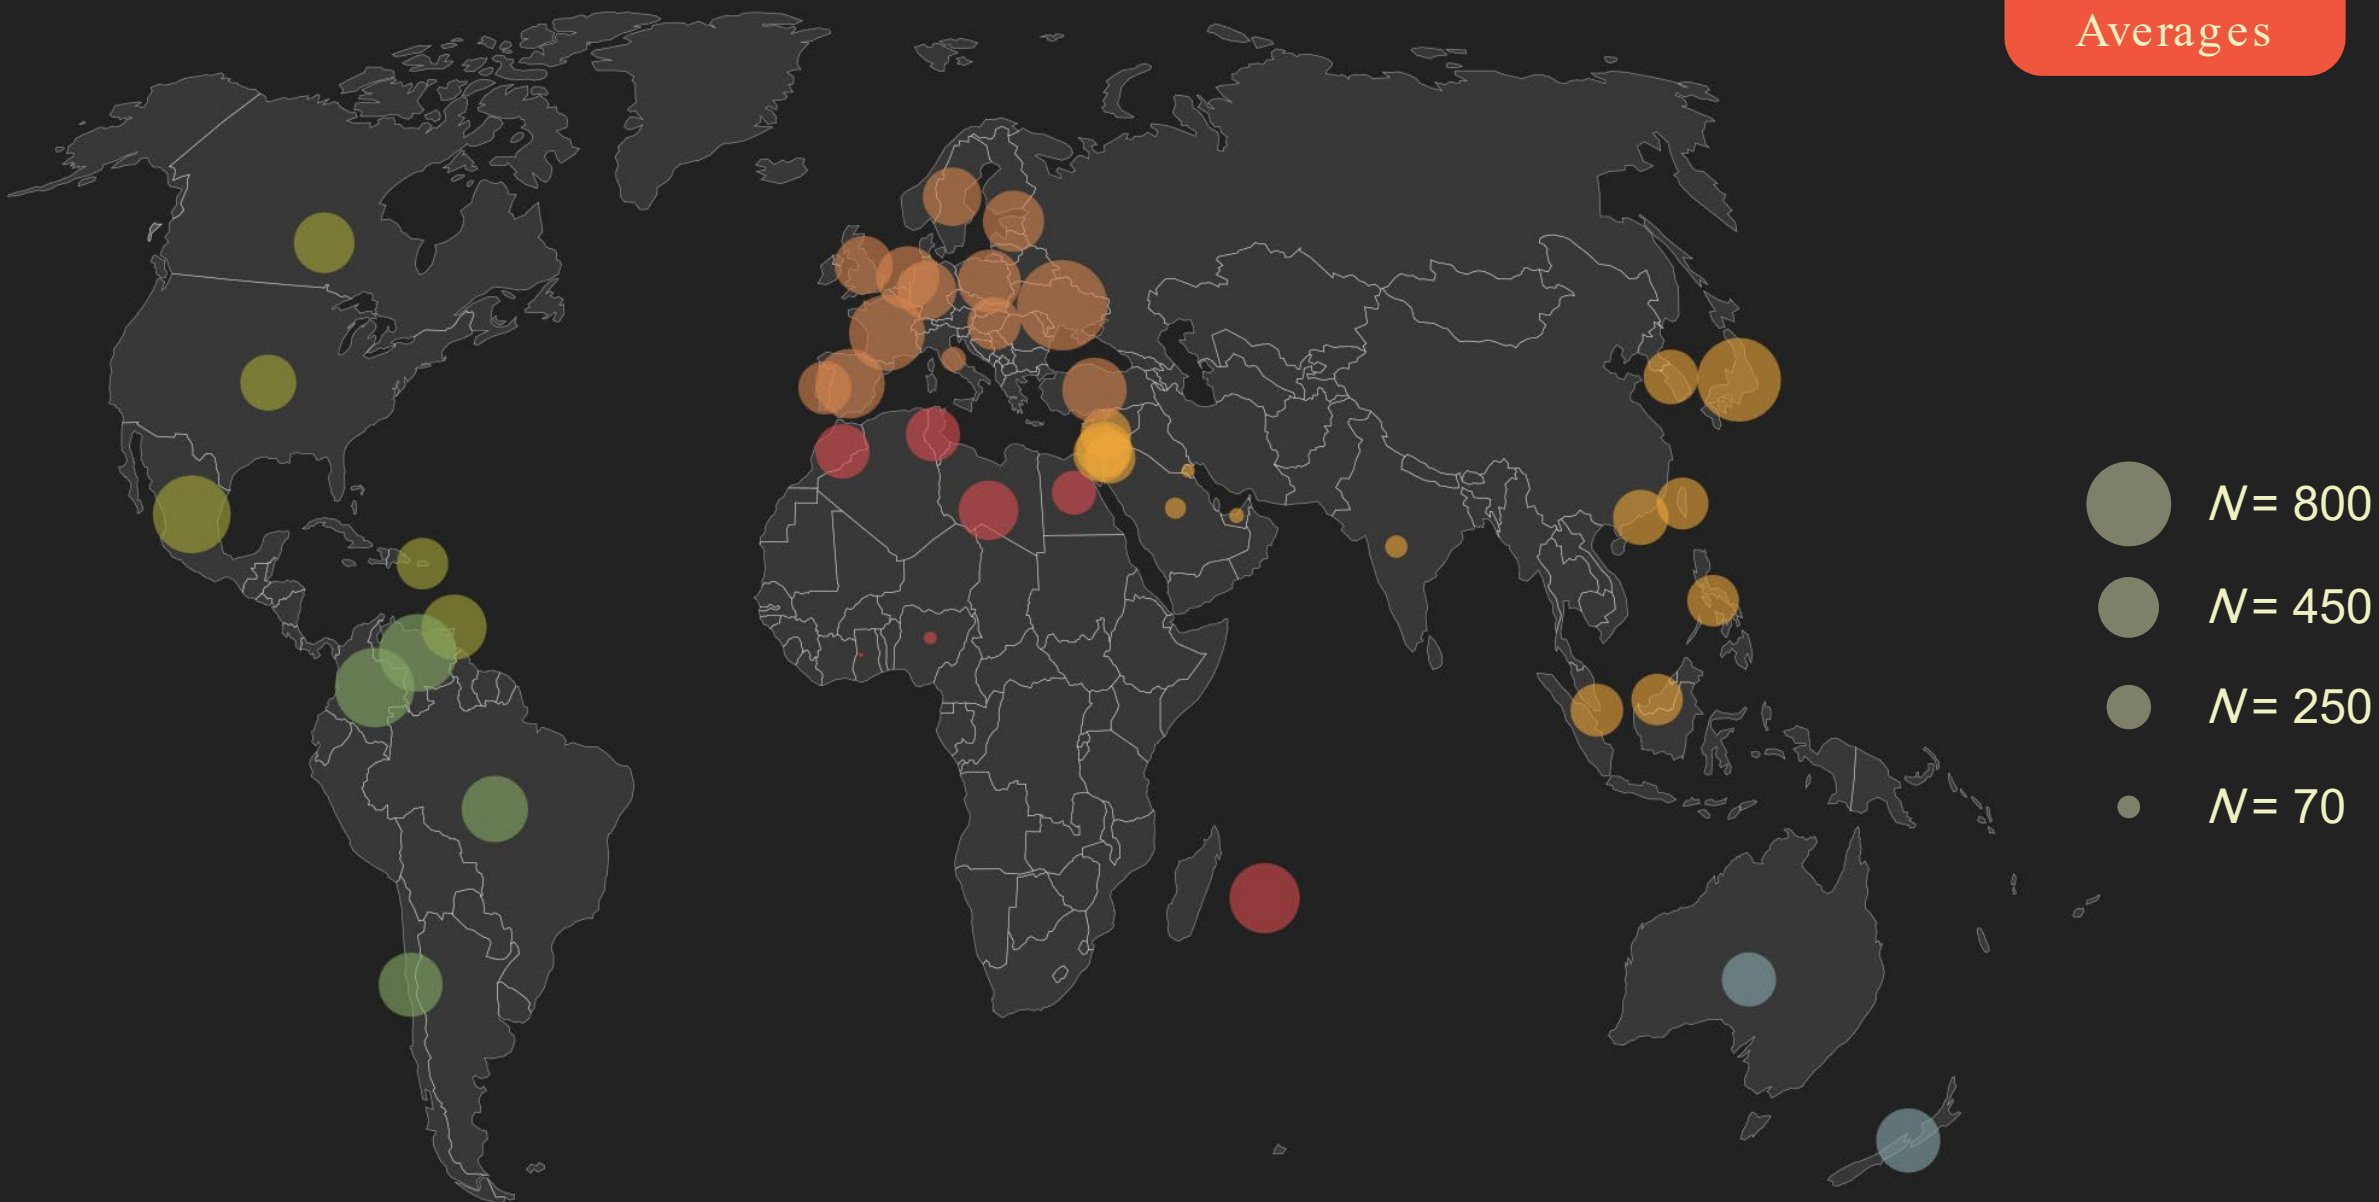 Averages
N = 800
N = 450
N = 250
N = 70